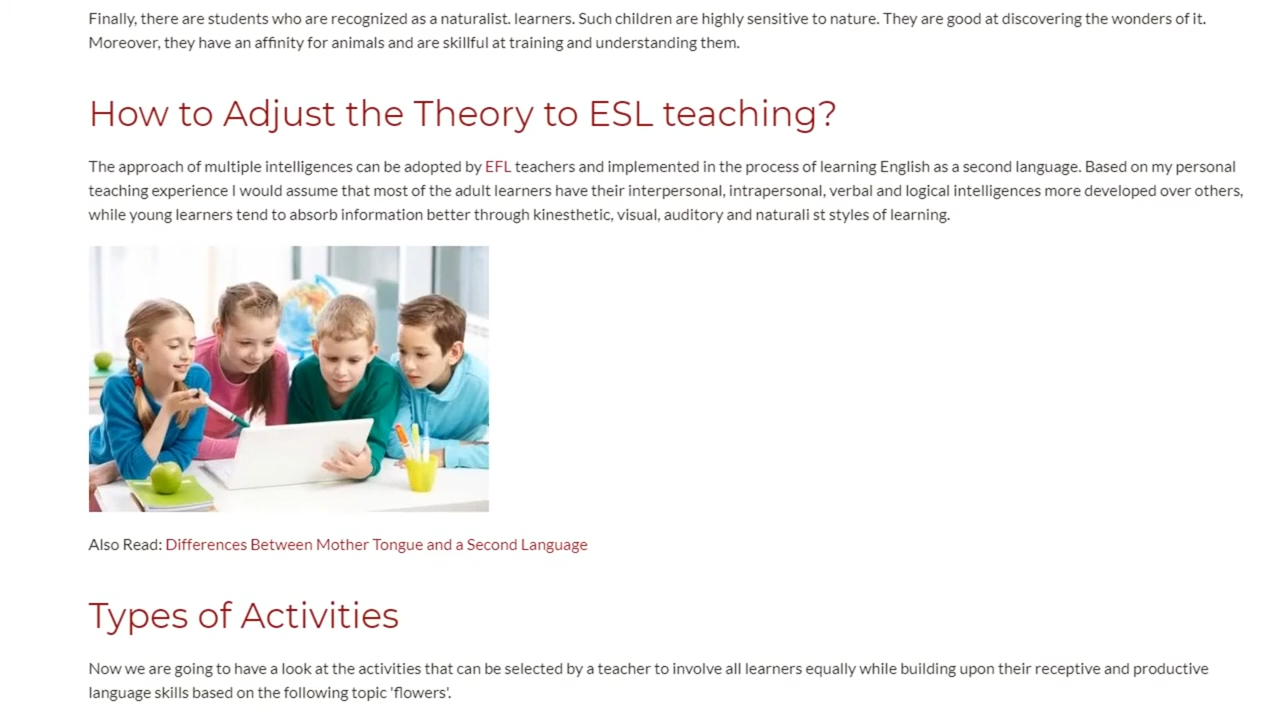 Finally, there are students who are recognized as a naturalist. learners. Such children are highly sensitive to nature. They are good at discovering the wonders of it.
Moreover, they have an affinity for animals and are skillful at training and understanding them.
How to Adjust the Theory to ESL teaching?
The approach of multiple intelligences can be adopted by EFL teachers and implemented in the process of learning English as a second language. Based on my personal
teaching experience I would assume that most of the adult learners have their interpersonal, intrapersonal, verbal and logical intelligences more developed over others,
while young learners tend to absorb information better through kinesthetic, visual, auditory and naturali st styles of learning.
Also Read: Differences Between Mother Tongue and a Second Language
Types of Activities
Now we are going to have a look at the activities that can be selected by a teacher to involve all learners equally while building upon their receptive and productive
language skills based on the following topic 'flowers'.